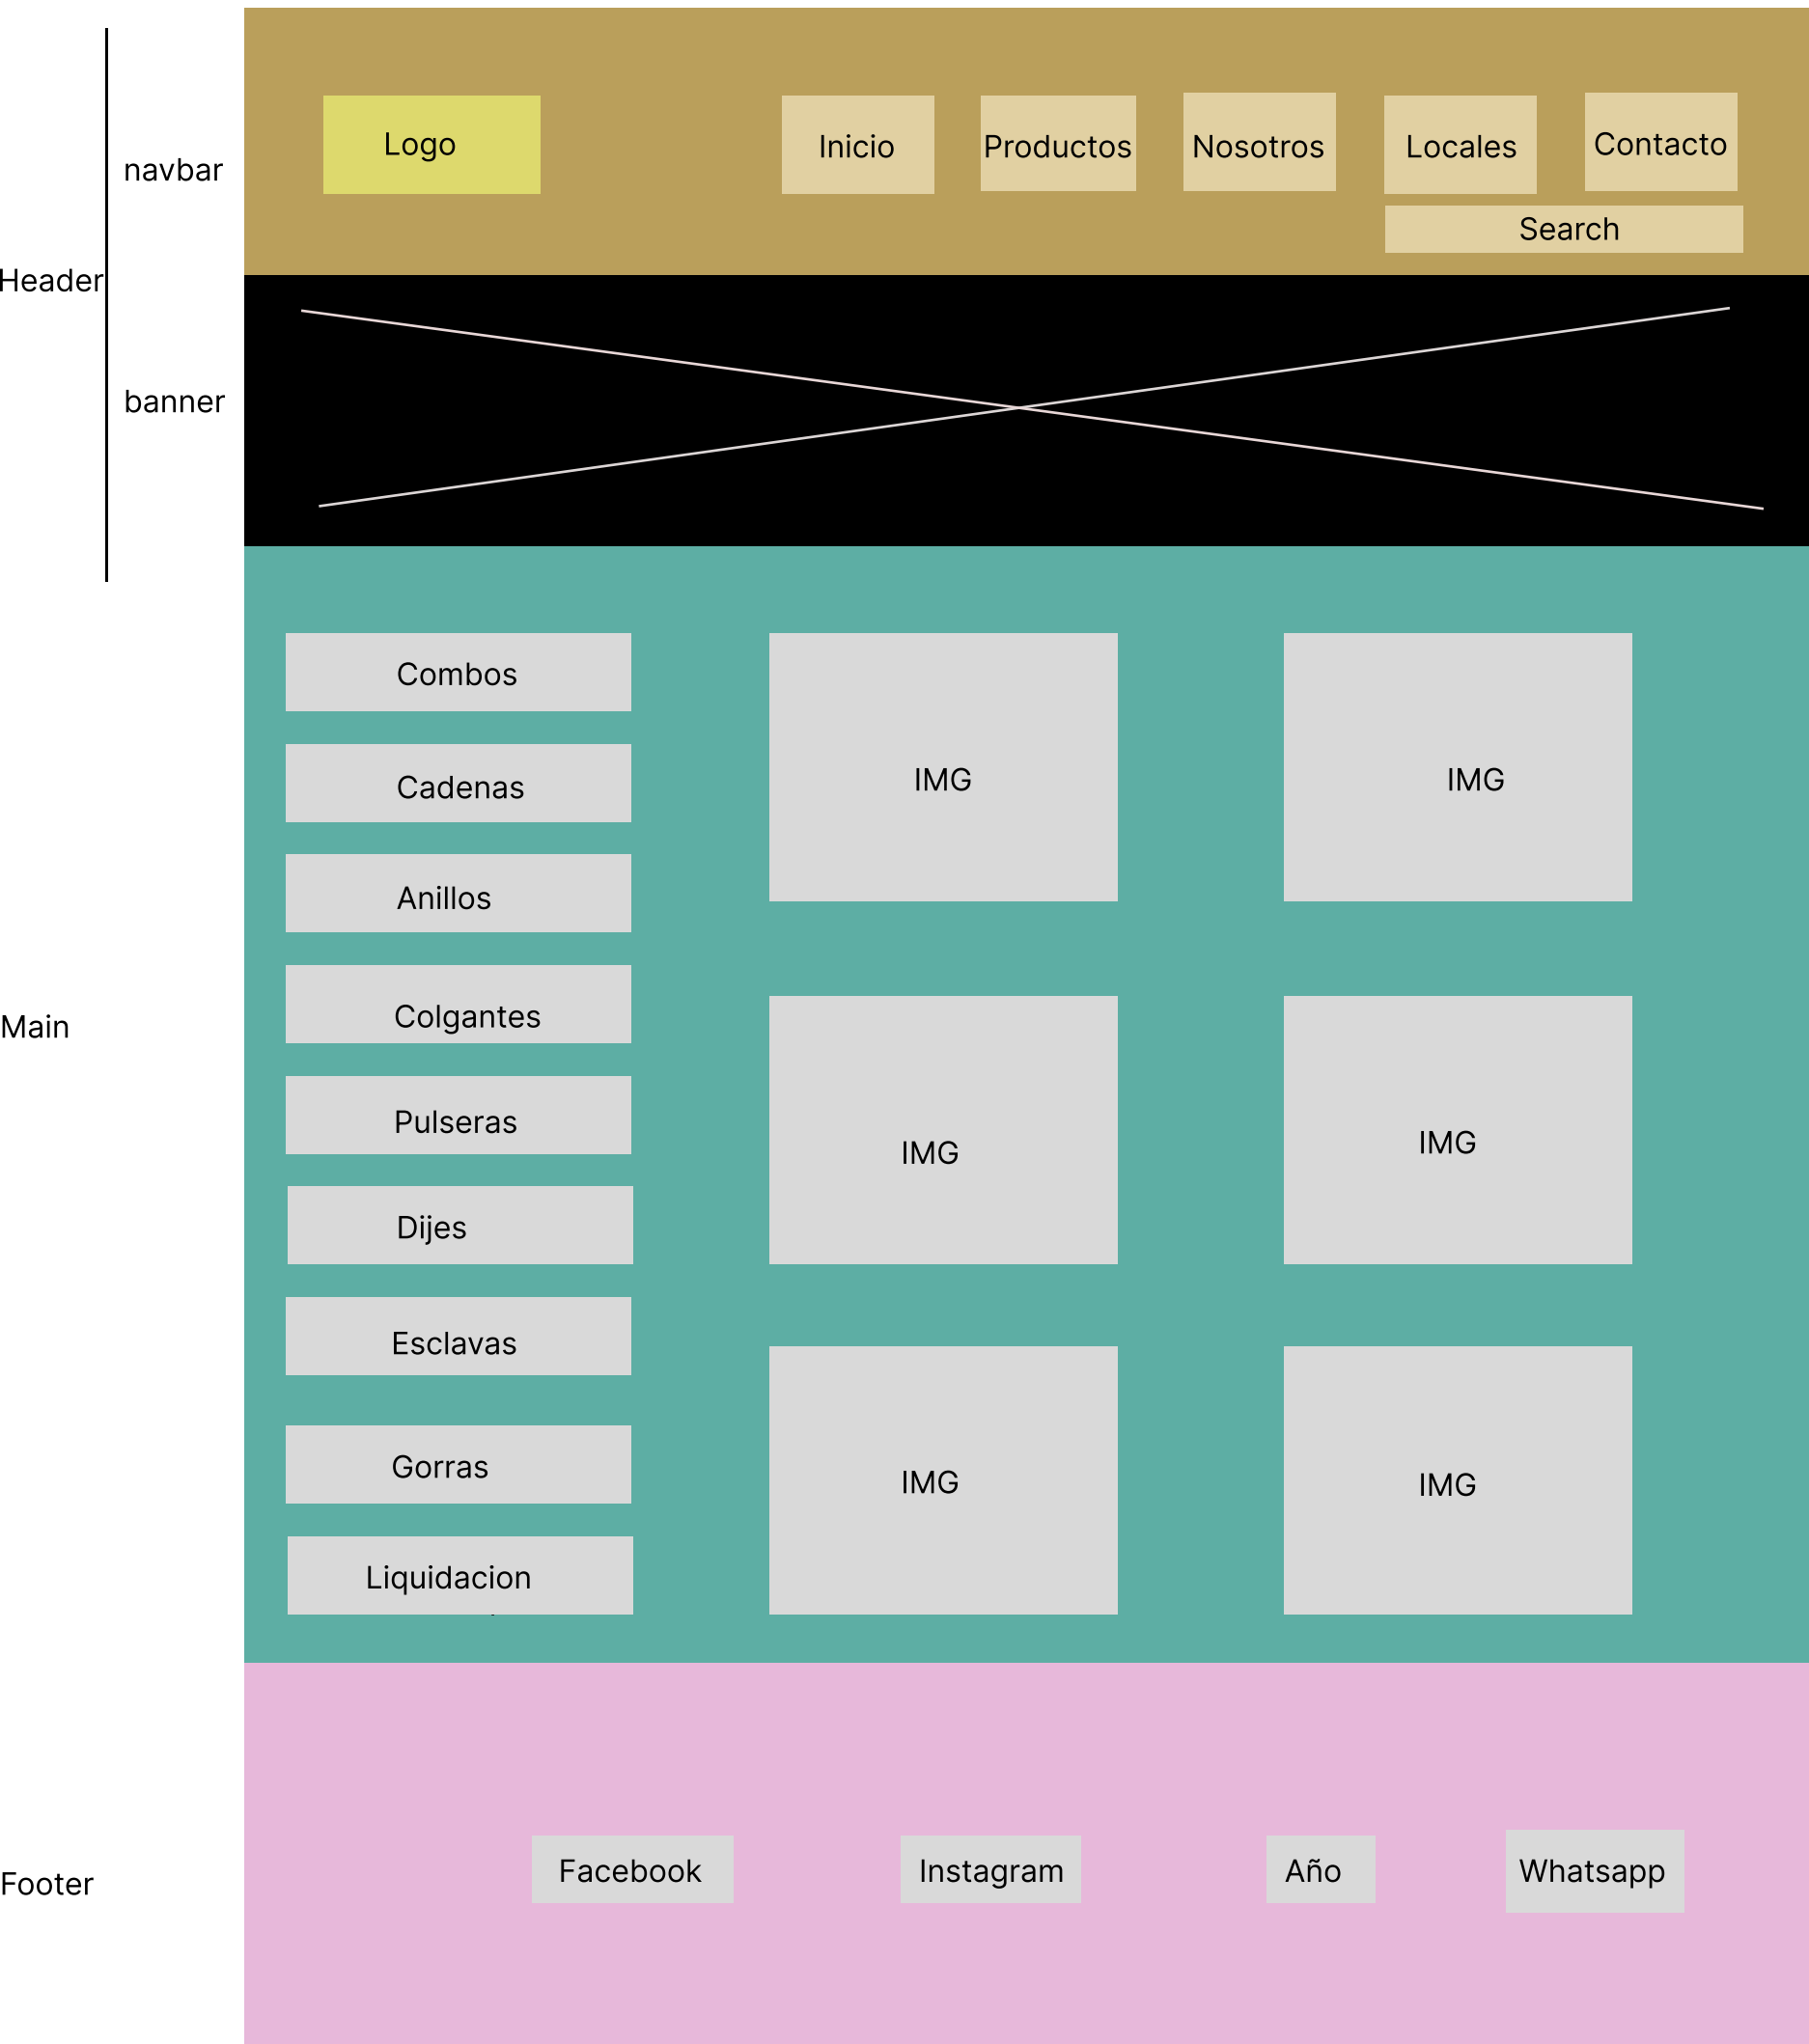 Logo
Inicio
Productos
Nosotros
Locales
Contacto
navbar
Search
Header
banner
Combos
Cadenas
IMG
IMG
Anillos
Colgantes
Main
Pulseras
IMG
IMG
Dijes
Esclavas
Gorras
IMG
IMG
Liquidacion
Footer
Facebook
Instagram
Año
Whatsapp